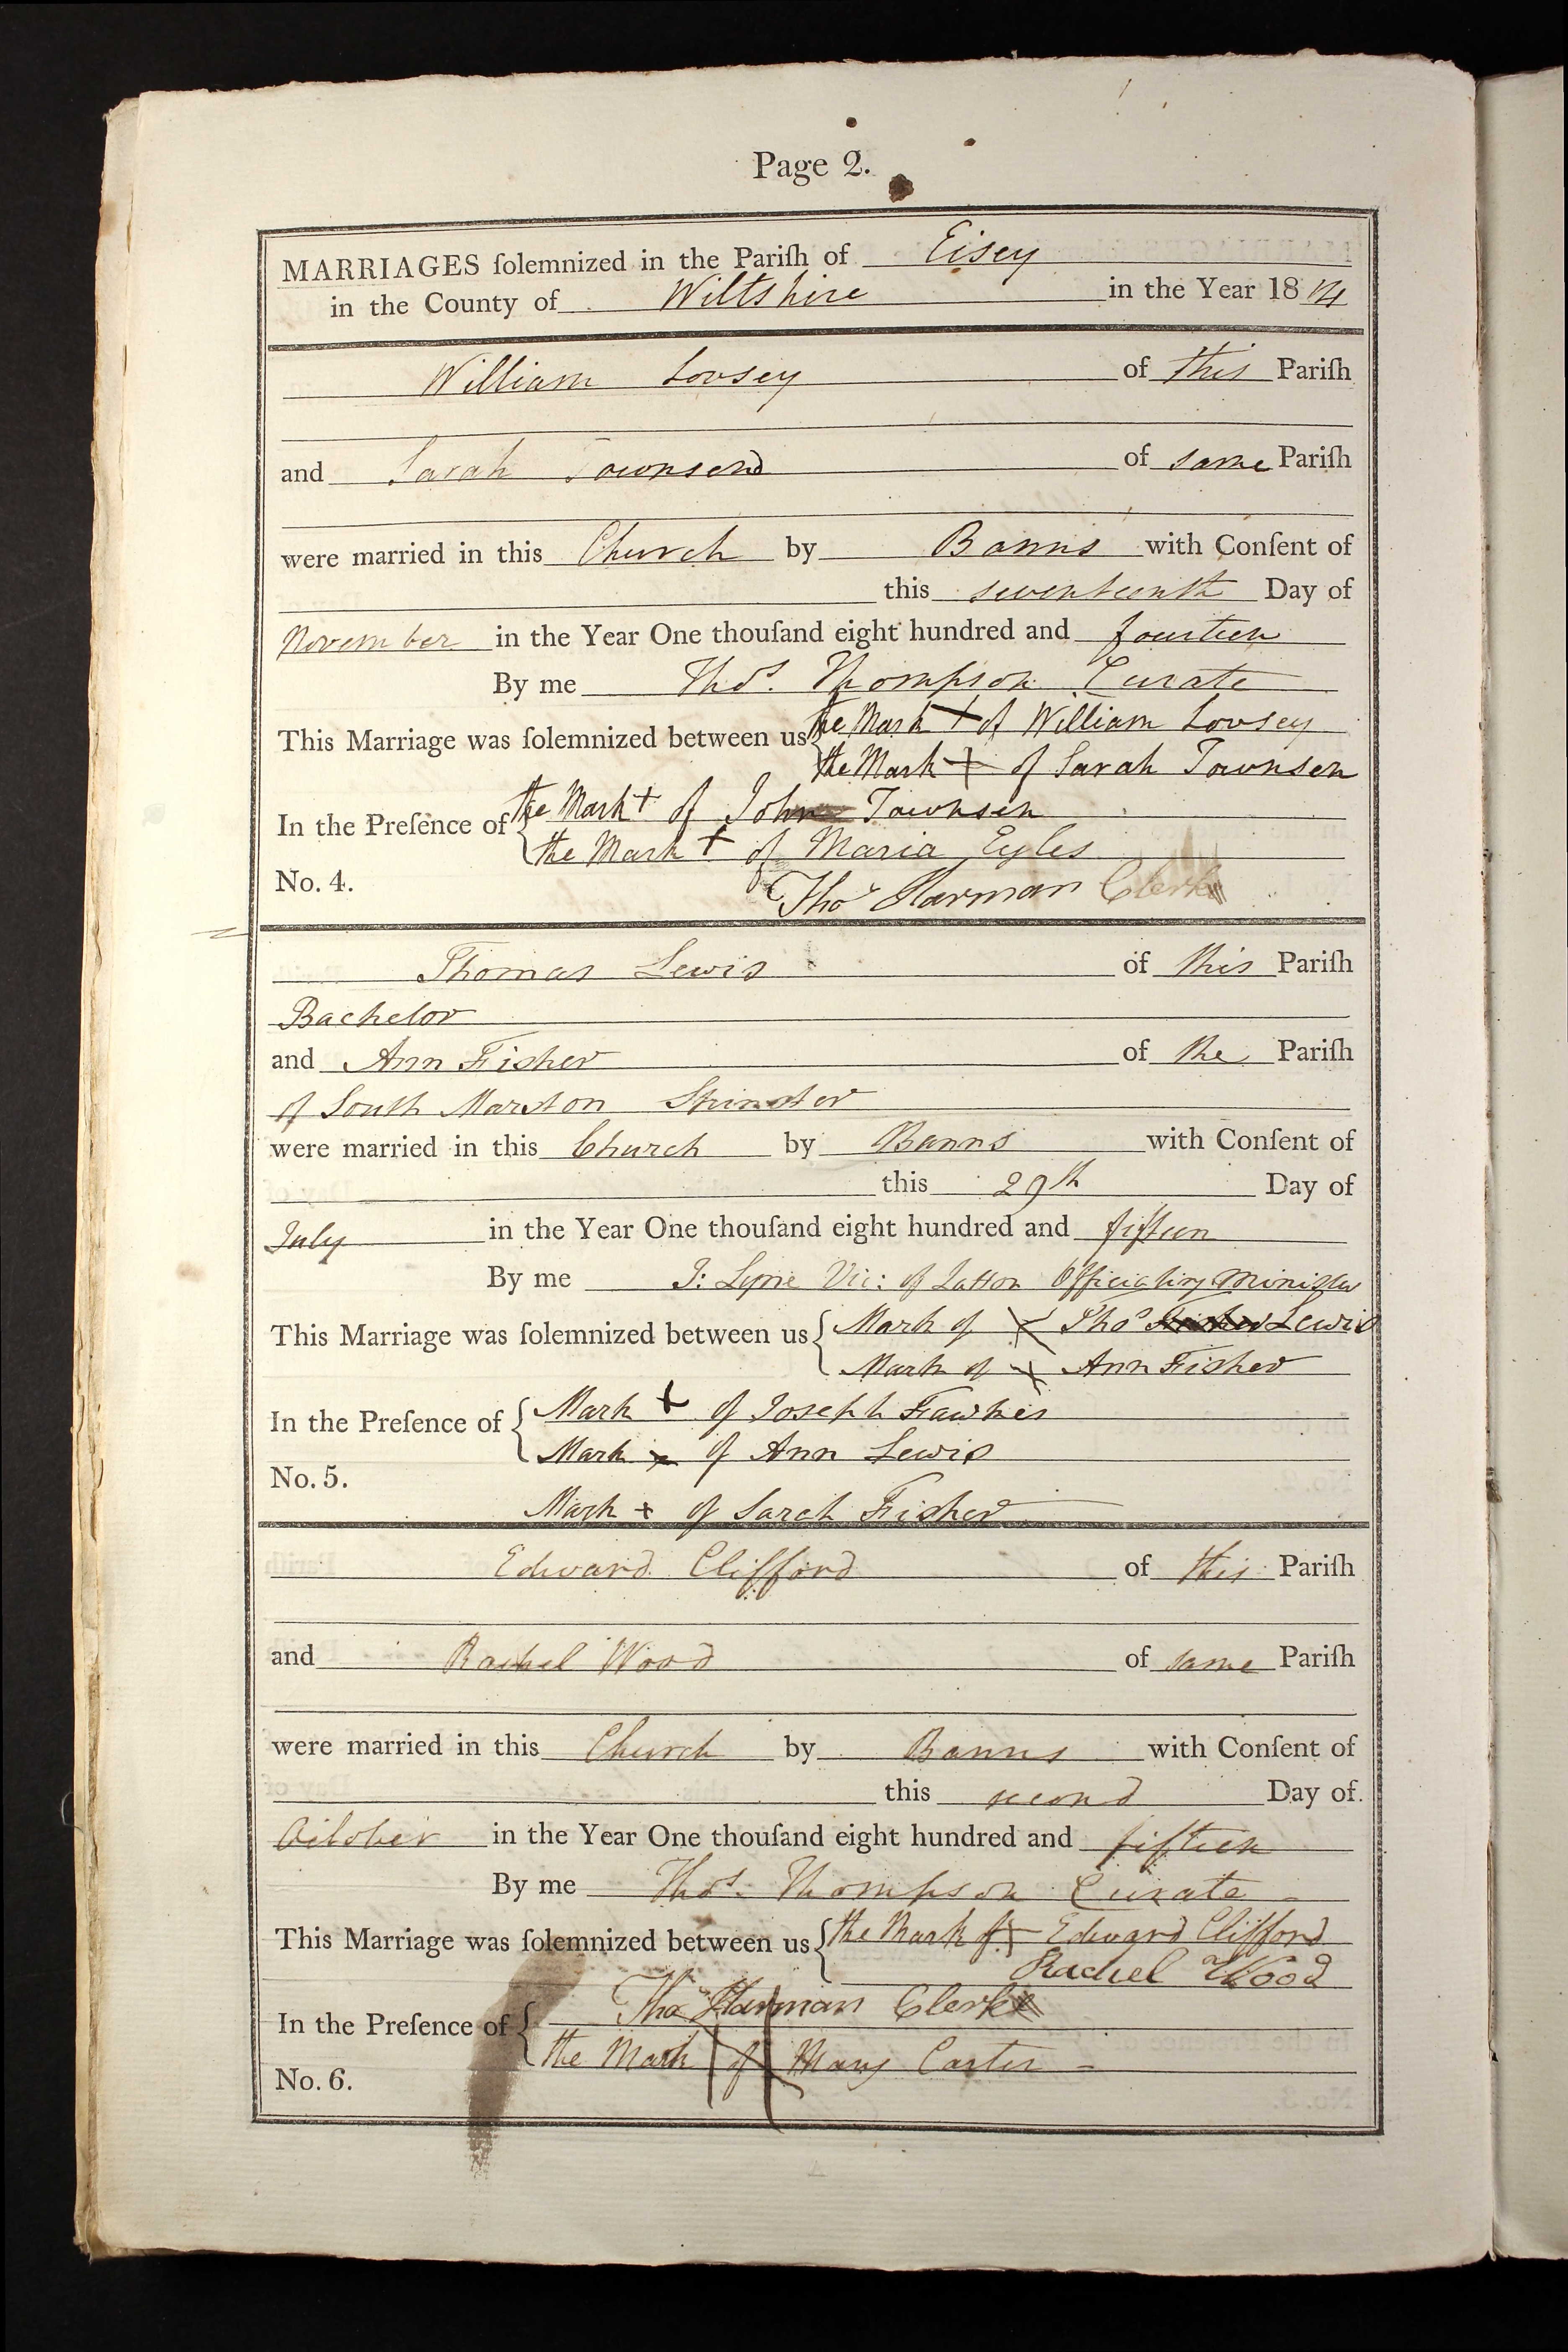 Page 2.
MARRIAGES ſolemnized in the Pariſh of Eisey
in the County of Wiltshire in the Year 1814
William Lovsey of this Pariſh
and Sarah Townsend of same Pariſh
were married in this Church by Banns with Conſent of
this seventeenth Day of
November in the Year One thouſand eight hundred and fourteen
By me Thos. Thompson Curate
This Marriage was ſolemnized between us the Mark + of William Lovsey
the Mark + of Sarah Townsen
In the Preſence of the Mark + of John Townsen
the Mark + of Maria Eyles
No. 4. Thos Harman Clerk
Thomas Lewis of this Pariſh
Bachelor
and Ann Fisher of the Pariſh
of South Marston Spinster
were married in this Church by Banns with Conſent of
this 29th Day of
July in the Year One thouſand eight hundred and fifteen
By me J: Lyne Vic: of Latton Officiating Minister
This Marriage was ſolemnized between us Mark of X Thos Fisher Lewis
Mark of X Ann Fisher
In the Preſence of Mark + of Joseph Fawkes
Mark x of Ann Lewis
No. 5.
Mark + of Sarah Fisher
Edward Clifford of this Pariſh
and Rachel Wood of same Pariſh
were married in this Church by Banns with Conſent of
this second Day of
October in the Year One thouſand eight hundred and fifteen
By me Thos. Thompson Curate
This Marriage was ſolemnized between us the Mark of + Edward Clifford
Rachel Wood
In the Preſence of Thos Harman Clerk
the Mark of Mary Carter
No. 6.